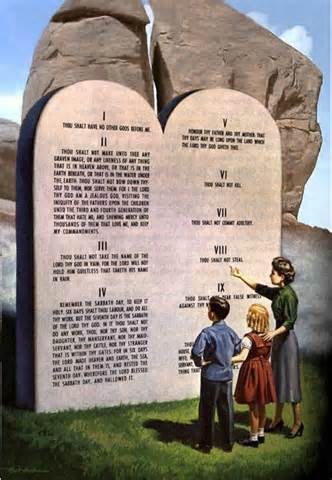 I
THOU SHALT HAVE NO OTHER GODS BEFORE ME.
II
THOU SHALT NOT MAKE UNTO THEE ANY
GRAVEN IMAGE, OR ANY LIKENESS OF ANY THING
THAT IS IN HEAVEN ABOVE, OR THAT IS IN THE
EARTH BENEATH, OR THAT IS IN THE WATER UNDER
THE EARTH: THOU SHALT NOT BOW DOWN THY
SELF TO THEM, NOR SERVE THEM: FOR I THE LORD
THY GOD AM A JEALOUS GOD, VISITING THE
INIQUITY OF THE FATHERS UPON THE CHILDREN
UNTO THE THIRD AND FOURTH GENERATION OF
THEM THAT HATE ME; AND SHEWING MERCY UNTO
THOUSANDS OF THEM THAT LOVE ME, AND KEEP
MY COMMANDMENTS.
III
THOU SHALT NOT TAKE THE NAME OF THE
LORD THY GOD IN VAIN: FOR THE LORD WILL NOT
HOLD HIM GUILTLESS THAT TAKETH HIS NAME
IN VAIN.
IV
REMEMBER THE SABBATH DAY, TO KEEP IT
HOLY. SIX DAYS SHALT THOU LABOUR, AND DO ALL
THY WORK: BUT THE SEVENTH DAY IS THE SABBATH
OF THE LORD THY GOD: IN IT THOU SHALT NOT
DO ANY WORK, THOU, NOR THY SON, NOR THY
DAUGHTER, THY MANSERVANT, NOR THY MAID-
SERVANT, NOR THY CATTLE, NOR THY STRANGER
THAT IS WITHIN THY GATES: FOR IN SIX DAYS
THE LORD MADE HEAVEN AND EARTH, THE SEA,
AND ALL THAT IN THEM IS, AND RESTED THE
SEVENTH DAY: WHEREFORE THE LORD BLESSED
THE SABBATH DAY, AND HALLOWED IT.
V
HONOUR THY FATHER AND THY MOTHER: THAT
THY DAYS MAY BE LONG UPON THE LAND WHICH
THE LORD THY GOD GIVETH THEE.
VI
THOU SHALT NOT KILL.
VII
THOU SHALT NOT COMMIT ADULTERY.
VIII
THOU SHALT NOT STEAL.
IX
THOU SHALT BEAR FALSE WITNESS
AGAINST THY
THOU
HOUSE